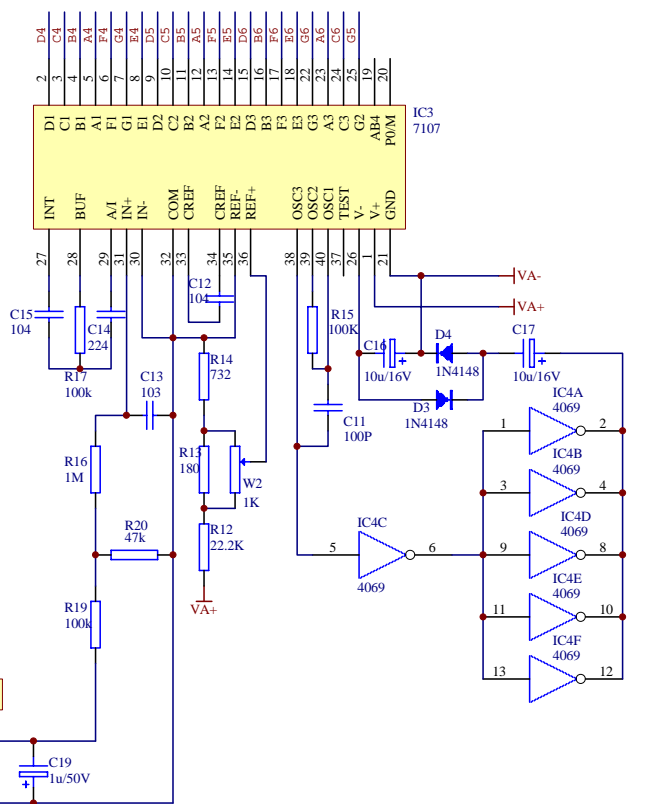 D4 C4 B4 A4 F4 G4 E4 D5 C5 B5 A5 F5 E5 D6 B6 F6 E6 G6 A6 C6 G5
2 3 4 5 6 7 8 9 10 11 12 13 14 15 16 17 18 22 23 24 25 19 20
D1 C1 B1 A1 F1 G1 E1 D2 C2 B2 A2 F2 E2 D3 B3 F3 E3 G3 A3 C3 G2 AB4 P0/M
IC3
7107
INT BUF A/I IN+ IN- COM CREF CREF REF- REF+ OSC3 OSC2 OSC1 TEST V- V+ GND
27 28 29 31 30 32 33 34 35 36 38 39 40 37 26 1 21
VA-
VA+
C15
104
R17
100k
C14
224
C12
104
C13
103
R14
732
R15
100K
C11
100P
C16
10u/16V
D4
1N4148
D3
1N4148
C17
10u/16V
R16
1M
R13
180
W2
1K
R20
47k
R12
22.2K
VA+
R19
100k
C19
1u/50V
5 IC4C 6
4069
IC4A
4069
1 2
IC4B
4069
3 4
IC4D
4069
9 8
IC4E
4069
11 10
IC4F
4069
13 12